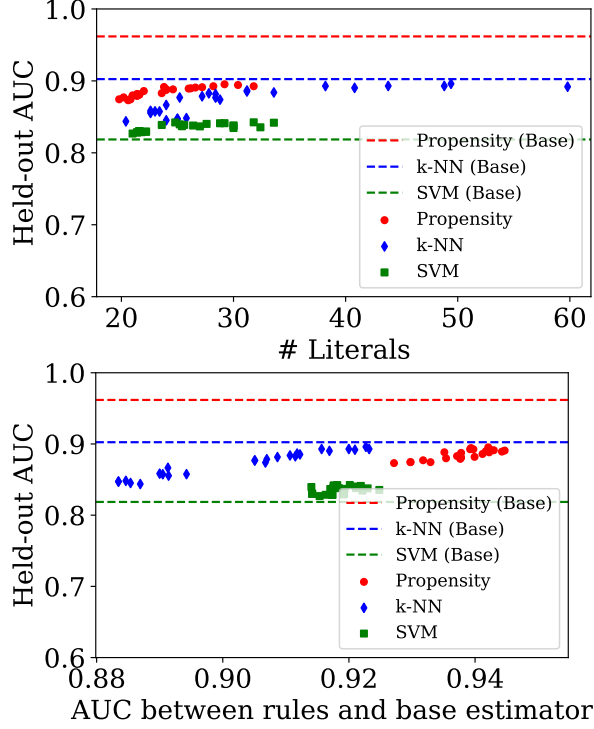 1.0
0.9
0.8
0.7
0.6
Held-out AUC
Propensity (Base)
k-NN (Base)
SVM (Base)
Propensity
k-NN
SVM
20 30 40 50 60
# Literals
1.0
0.9
0.8
0.7
0.6
Held-out AUC
Propensity (Base)
k-NN (Base)
SVM (Base)
Propensity
k-NN
SVM
0.88 0.90 0.92 0.94
AUC between rules and base estimator